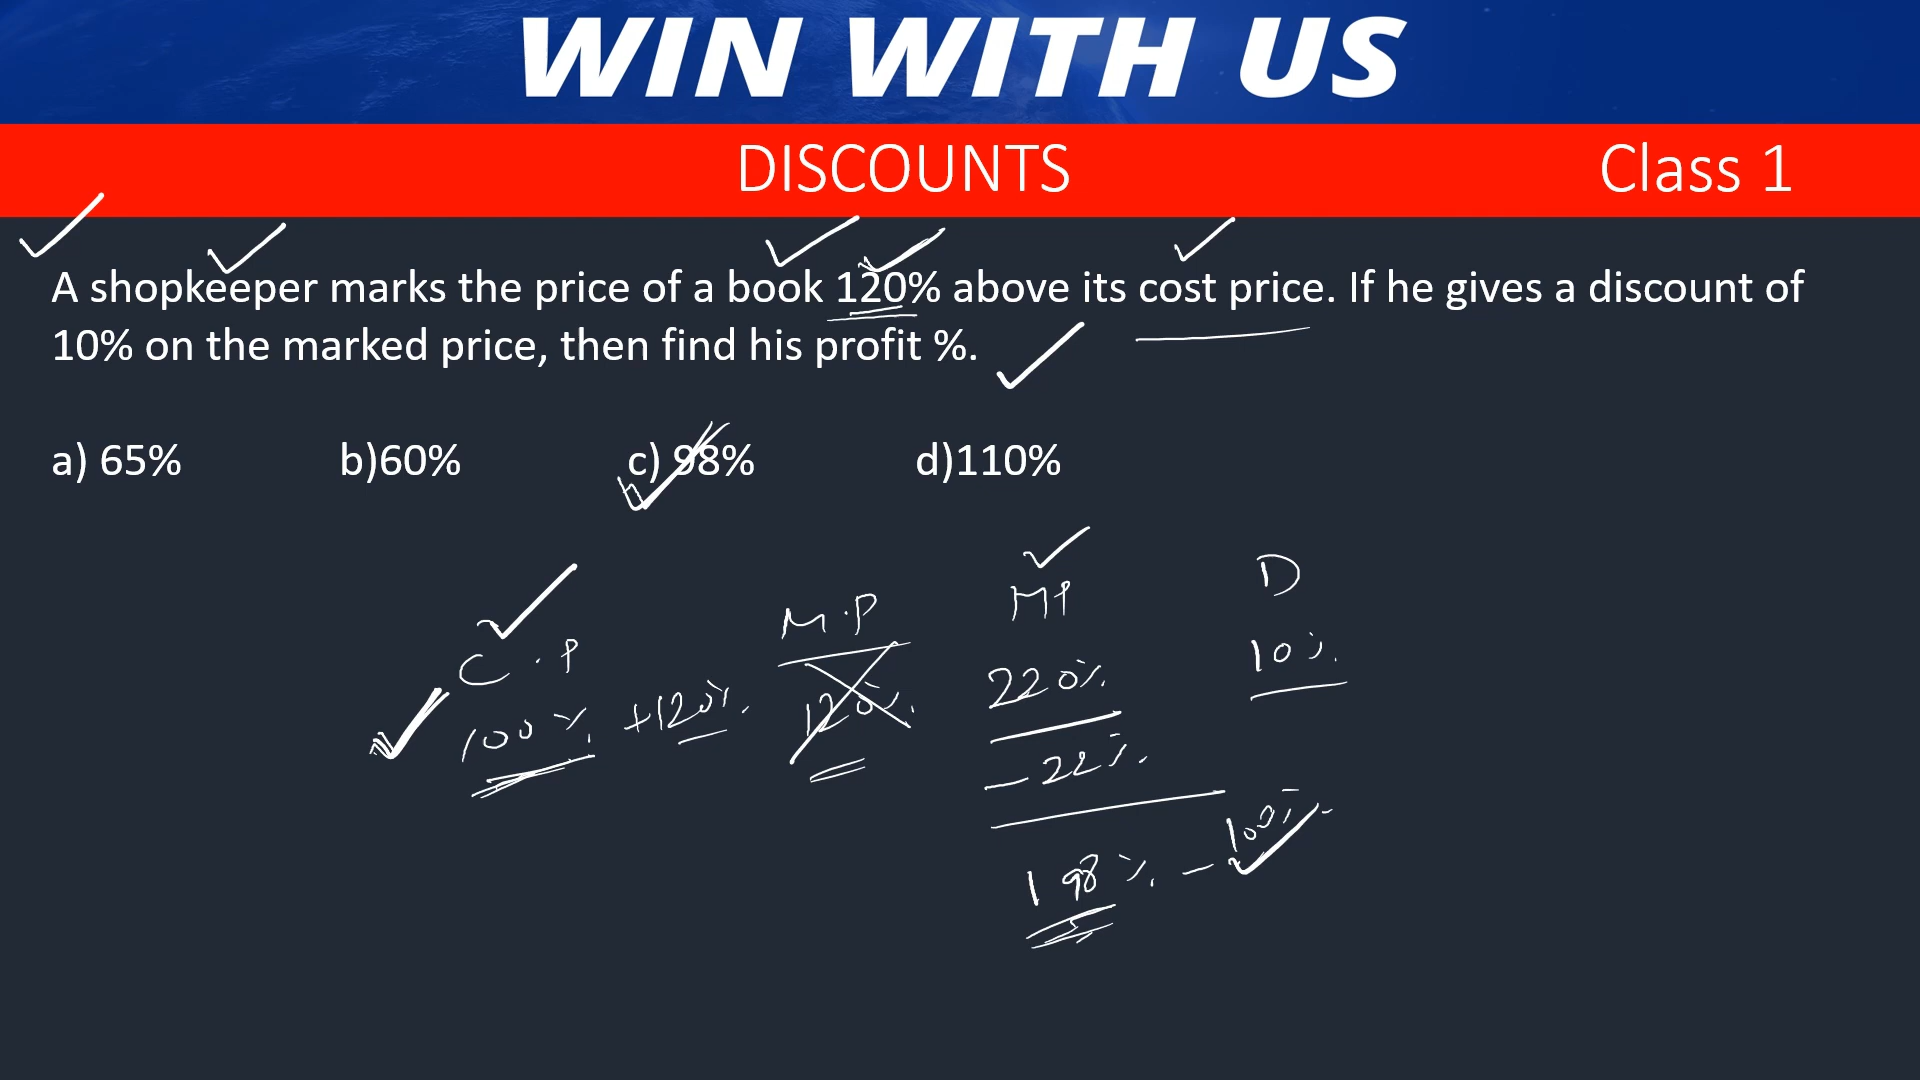 WIN WITH US
DISCOUNTS Class 1
A shopkeeper marks the price of a book 120% above its cost price. If he gives a discount of
10% on the marked price, then find his profit %.
a) 65% b)60% c) 98% d)110%
C.P M.P MP D
100% +120% 120% 220% 10%
-22%
198% - 100%